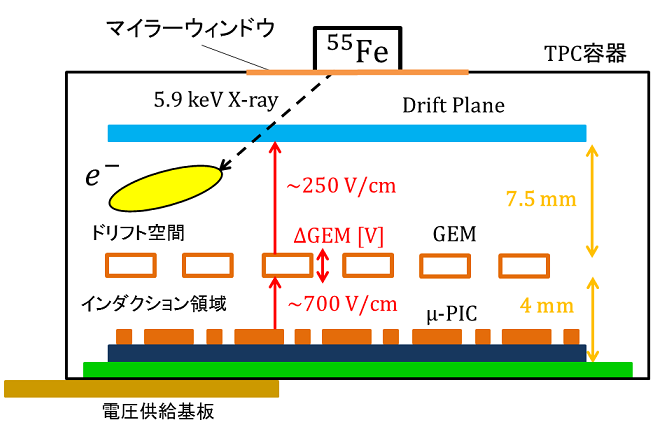 マイラーウィンドウ
⁵⁵Fe
TPC容器
5.9 keV X-ray
Drift Plane
e⁻
~250 V/cm
7.5 mm
ドリフト空間
ΔGEM [V]
GEM
インダクション領域
~700 V/cm
μ-PIC
4 mm
電圧供給基板